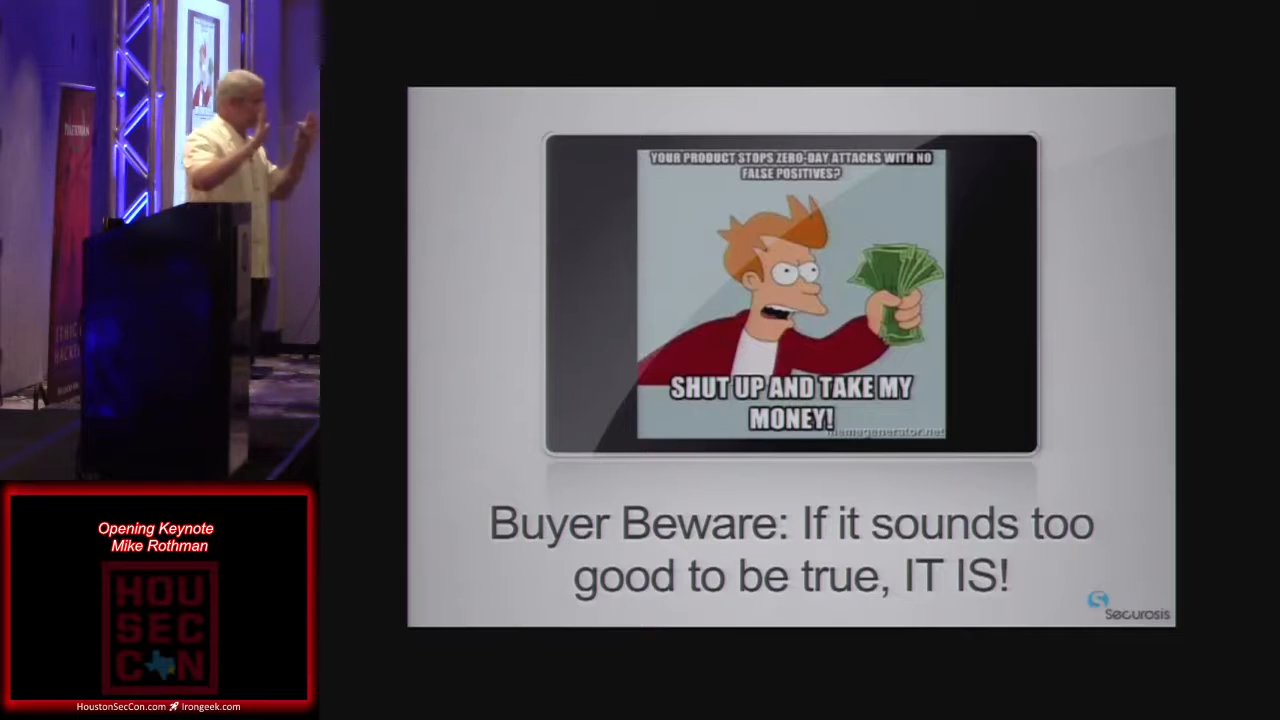 YOUR PRODUCT STOPS ZERO-DAY ATTACKS WITH NO
FALSE POSITIVES?
SHUT UP AND TAKE MY
MONEY!
memegenerator.net
Buyer Beware: If it sounds too
good to be true, IT IS!
Securosis
Opening Keynote
Mike Rothman
HOU
SEC
CON
HoustonSecCon.com Irongeek.com